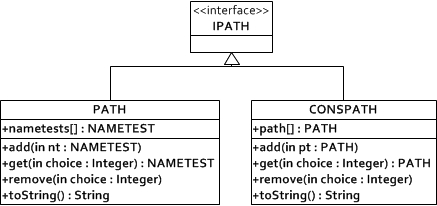 <<interface>>
IPATH
PATH
+nametests[] : NAMETEST
+add(in nt : NAMETEST)
+get(in choice : Integer) : NAMETEST
+remove(in choice : Integer)
+toString() : String
CONSPATH
+path[] : PATH
+add(in pt : PATH)
+get(in choice : Integer) : PATH
+remove(in choice : Integer)
+toString() : String